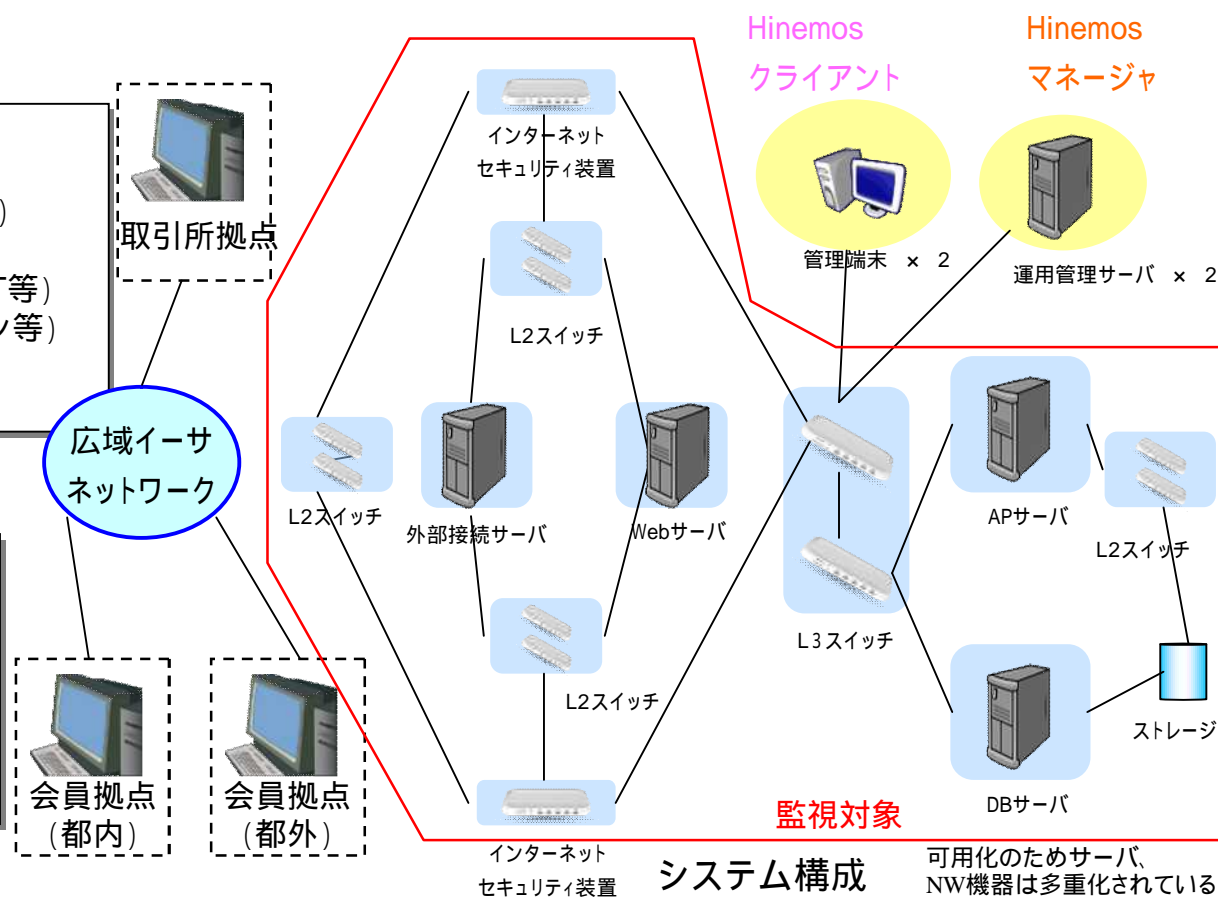 Hinemos
クライアント
Hinemos
マネージャ
インターネット
セキュリティ装置
)
等)
ン等)
取引所拠点
管理端末 × 2
運用管理サーバ × 2
L2スイッチ
広域イーサ
ネットワーク
L2スイッチ
外部接続サーバ
Webサーバ
APサーバ
L2スイッチ
L3スイッチ
L2スイッチ
ストレージ
会員拠点
(都内)
会員拠点
(都外)
DBサーバ
監視対象
インターネット
セキュリティ装置
システム構成
可用化のためサーバ、
NW機器は多重化されている